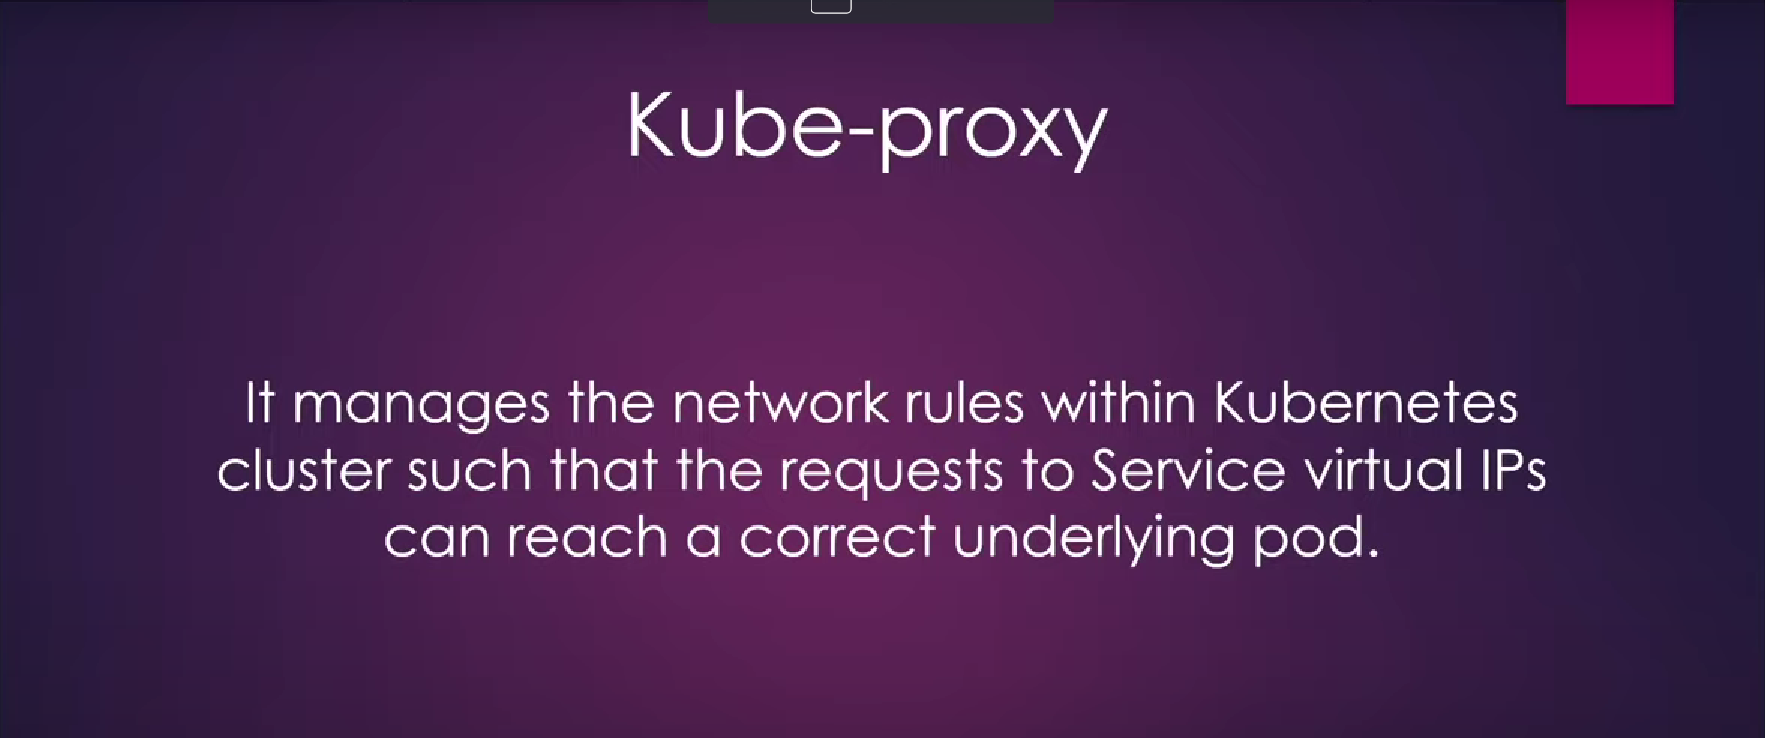 Kube-proxy
It manages the network rules within Kubernetes
cluster such that the requests to Service virtual IPs
can reach a correct underlying pod.